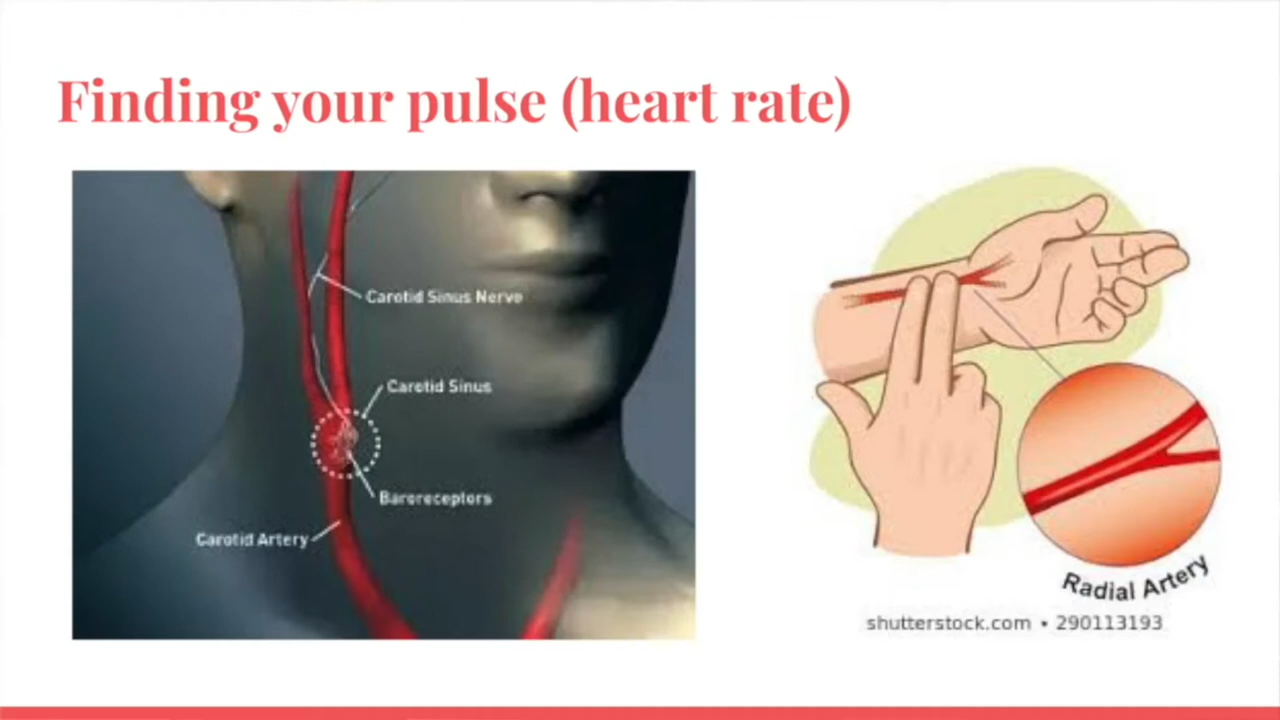 Finding your pulse (heart rate)
Carotid Sinus Nerve
Carotid Sinus
Baroreceptors
Carotid Artery
Radial Artery
shutterstock.com • 290113193